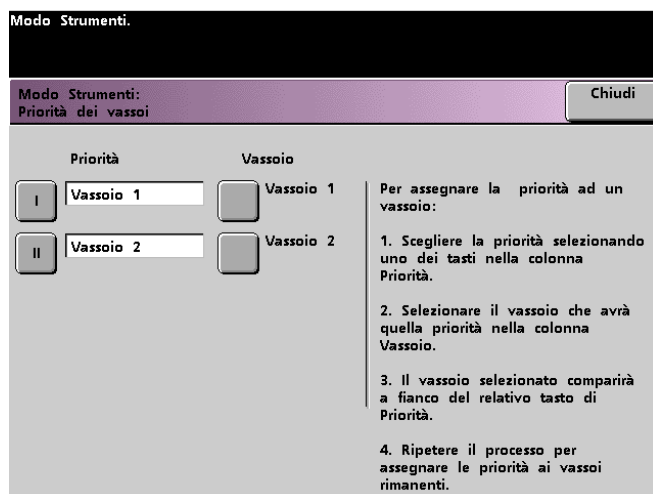 Modo Strumenti.
Modo Strumenti:
Priorità dei vassoi
Chiudi
Priorità
Vassoio
I
Vassoio 1
Vassoio 1
II
Vassoio 2
Vassoio 2
Per assegnare la priorità ad un
vassoio:
1. Scegliere la priorità selezionando
uno dei tasti nella colonna
Priorità.
2. Selezionare il vassoio che avrà
quella priorità nella colonna
Vassoio.
3. Il vassoio selezionato comparirà
a fianco del relativo tasto di
Priorità.
4. Ripetere il processo per
assegnare le priorità ai vassoi
rimanenti.